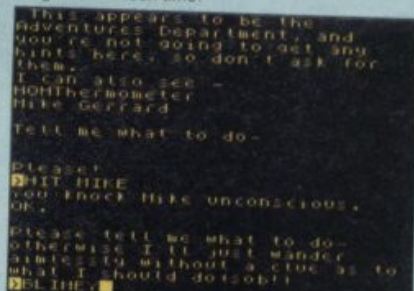 This appears to be the
Adventures Department, and
you're not going to get any
hints here, so don't ask for
them.
I can also see -
HOHThermometer
Mike Gerrard
Tell me what to do-
please!
HIT MIKE
You knock Mike unconscious.
OK.
please tell me what to do-
otherwise I'll just wander
aimlessly without a clue as to
what I should do!sob!!
BLIMEY